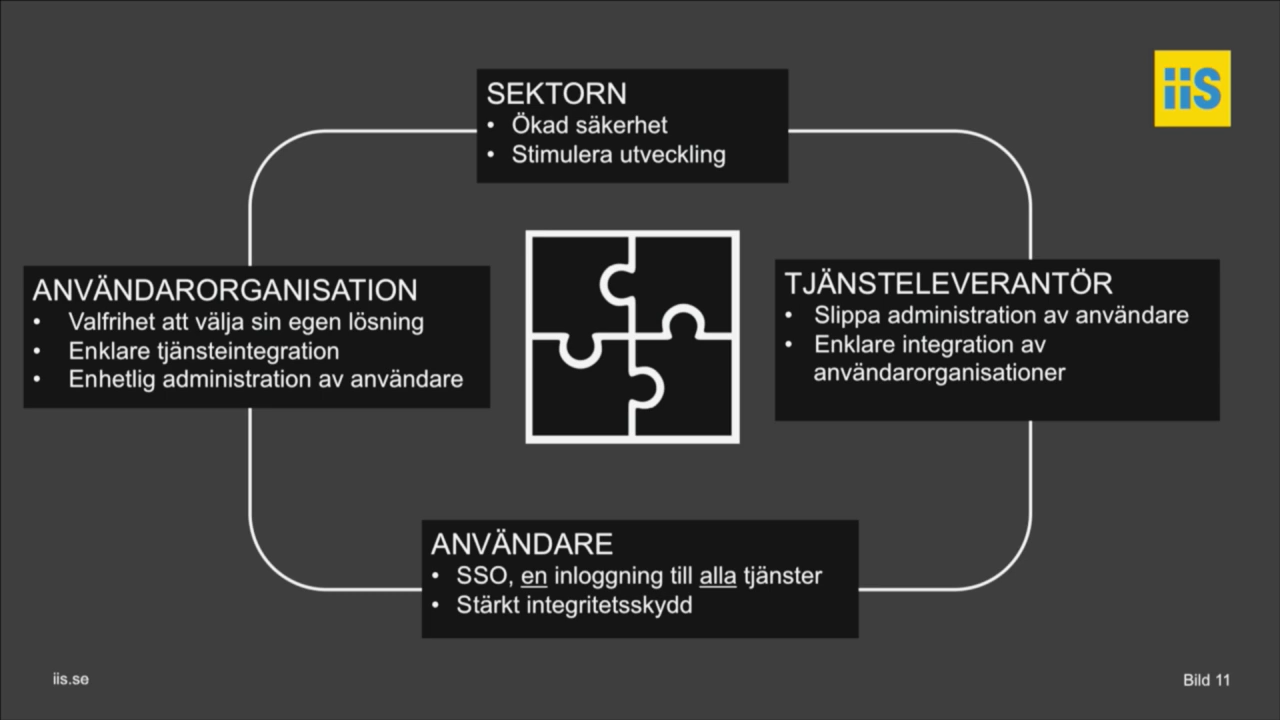 iis
SEKTORN
• Ökad säkerhet
• Stimulera utveckling
ANVÄNDARORGANISATION
• Valfrihet att välja sin egen lösning
• Enklare tjänsteintegration
• Enhetlig administration av användare
TJÄNSTELEVERANTÖR
• Slippa administration av användare
• Enklare integration av
användarorganisationer
ANVÄNDARE
• SSO, en inloggning till alla tjänster
• Stärkt integritetsskydd
iis.se
Bild 11